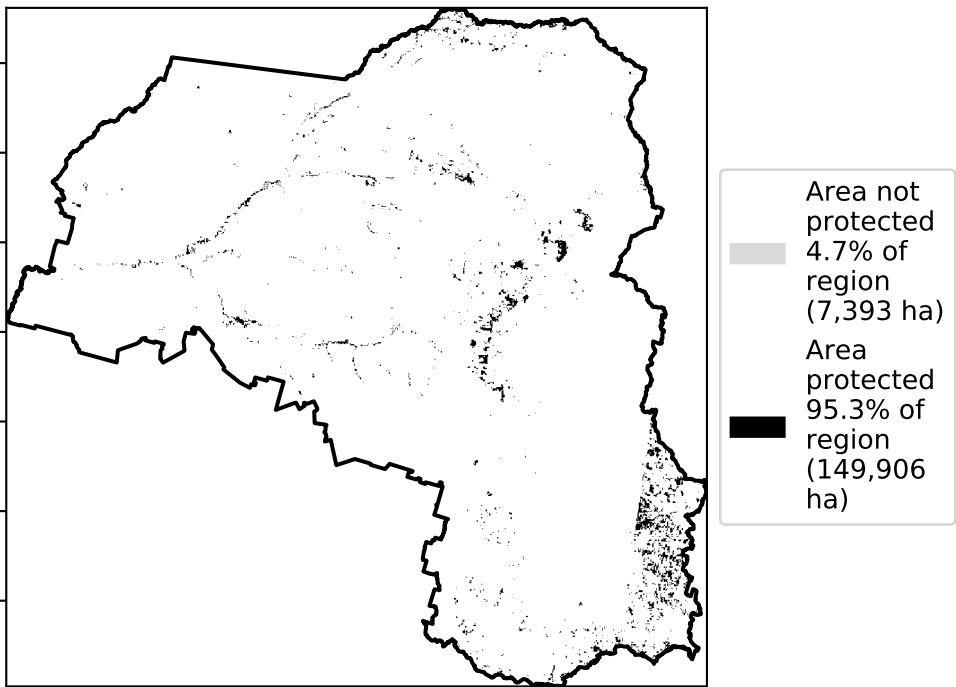 Area not
protected
4.7% of
region
(7,393 ha)
Area
protected
95.3% of
region
(149,906
ha)